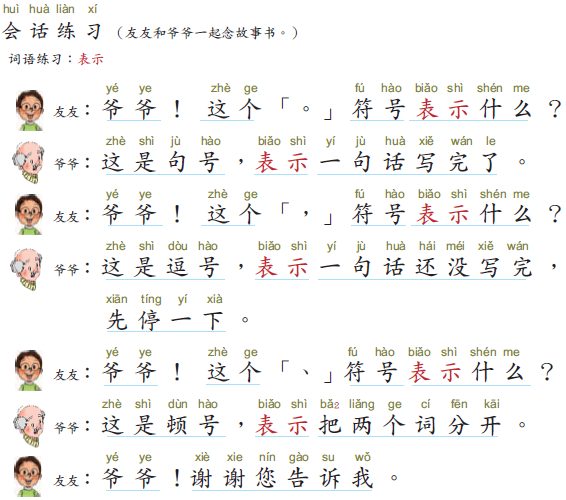 huì huà liàn xí
会话练习（友友和爷爷一起念故事书。）
词语练习：表示
yé ye zhè ge fú hào biǎo shì shén me
友友：爷爷！这个「。」符号表示什么？
zhè shì jù hào biǎo shì yí jù huà xiě wán le
爷爷：这是句号，表示一句话写完了。
yé ye zhè ge fú hào biǎo shì shén me
友友：爷爷！这个「，」符号表示什么？
zhè shì dòu hào biǎo shì yí jù huà hái méi xiě wán
爷爷：这是逗号，表示一句话还没写完，
xiān tíng yí xià
先停一下。
yé ye zhè ge fú hào biǎo shì shén me
友友：爷爷！这个「、」符号表示什么？
zhè shì dùn hào biǎo shì bǎ2 liǎng ge cí fēn kāi
爷爷：这是顿号，表示把两个词分开。
yé ye xiè xie nín gào su wǒ
友友：爷爷！谢谢您告诉我。